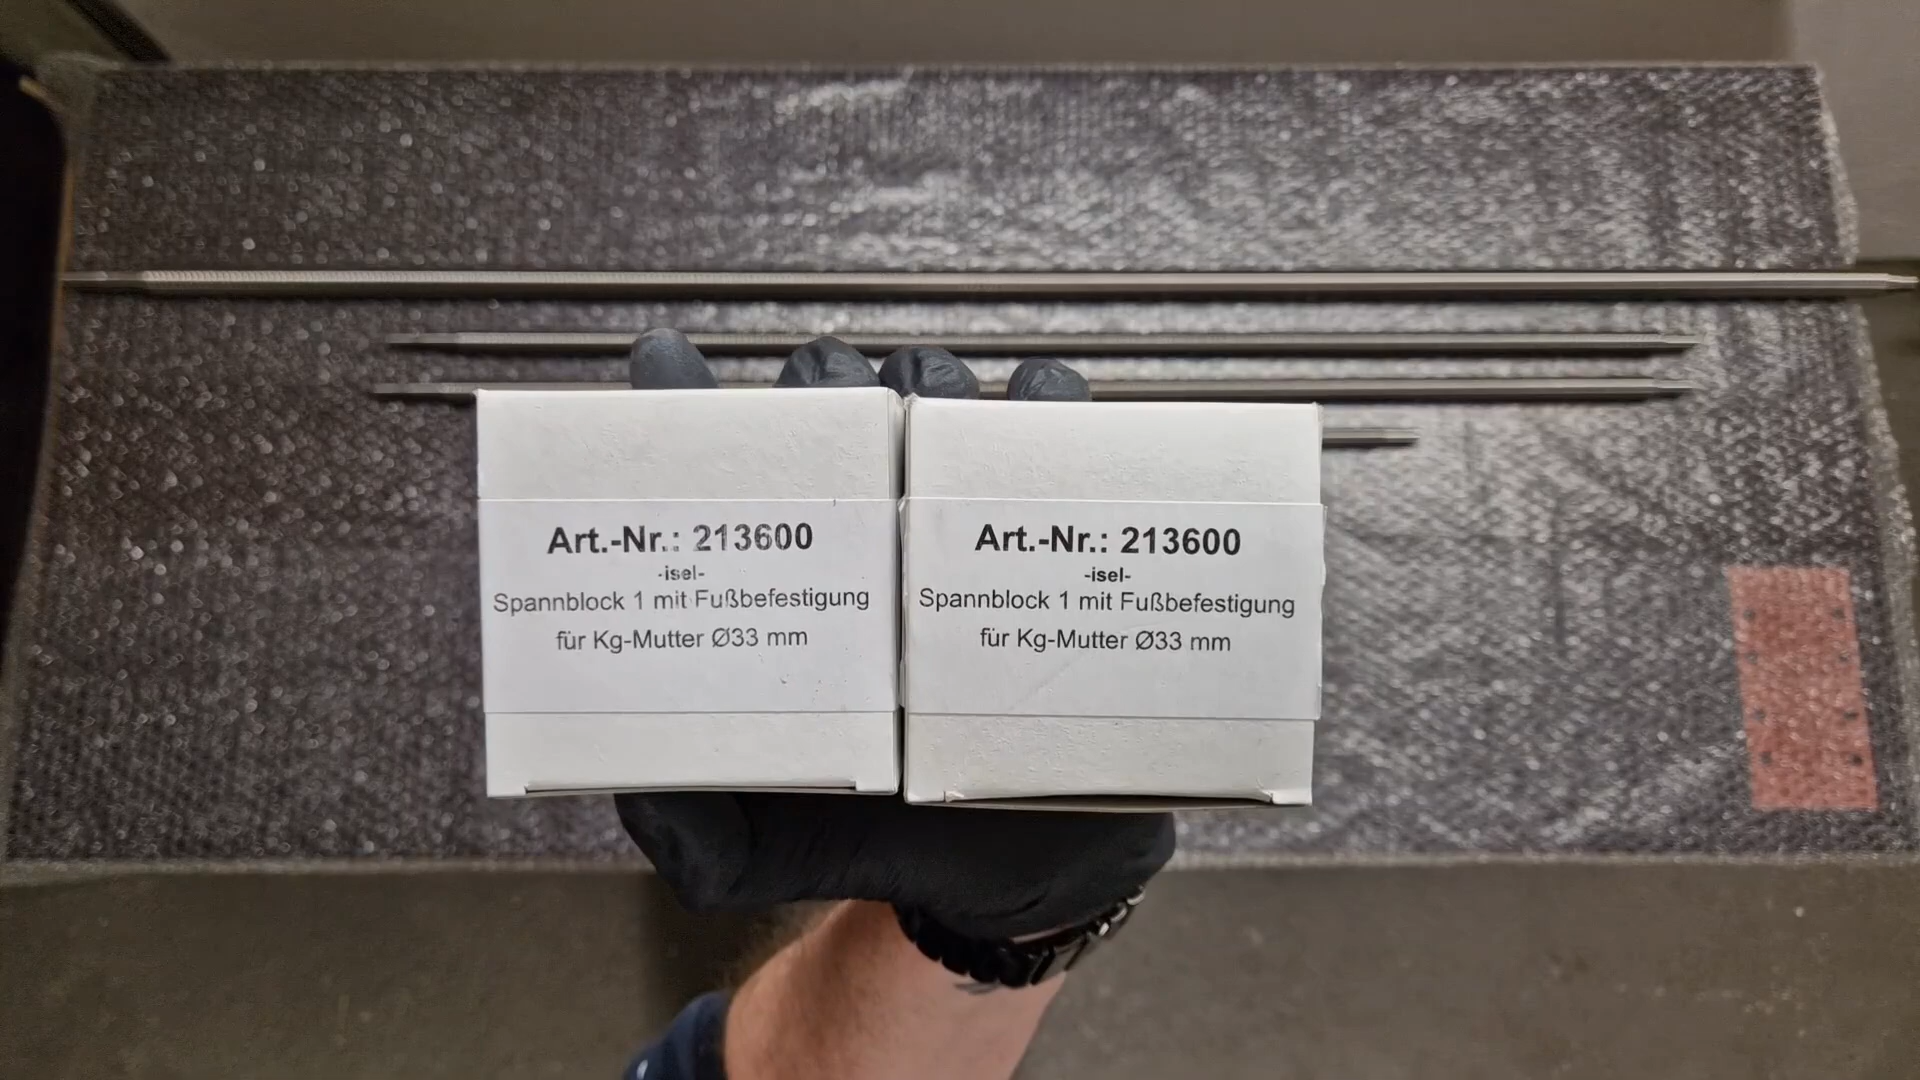 Art.-Nr.: 213600
-isel-
Spannblock 1 mit Fußbefestigung
für Kg-Mutter Ø33 mm
Art.-Nr.: 213600
-isel-
Spannblock 1 mit Fußbefestigung
für Kg-Mutter Ø33 mm